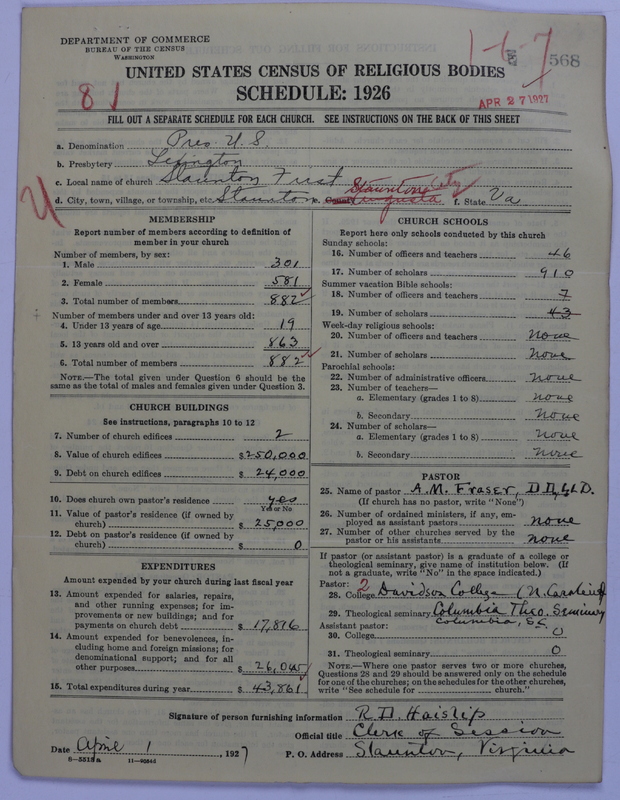 DEPARTMENT OF COMMERCE
BUREAU OF THE CENSUS
WASHINGTON
1-6-7
568
UNITED STATES CENSUS OF RELIGIOUS BODIES
81
SCHEDULE: 1926
APR 27 1927
FILL OUT A SEPARATE SCHEDULE FOR EACH CHURCH. SEE INSTRUCTIONS ON THE BACK OF THIS SHEET
a. Denomination Pres U.S.
b. Presbytery Lexington
c. Local name of church Staunton First
Staunton City
d. City, town, village, or township, etc. Staunton e. County Augusta f. State Va
MEMBERSHIP
Report number of members according to definition of
member in your church
Number of members, by sex:
1. Male 301
2. Female 581
3. Total number of members 882
Number of members under and over 13 years old:
4. Under 13 years of age 19
5. 13 years old and over 863
6. Total number of members 882
NOTE.—The total given under Question 6 should be the
same as the total of males and females given under Question 3.
CHURCH BUILDINGS
See instructions, paragraphs 10 to 12
7. Number of church edifices 2
8. Value of church edifices $250,000
9. Debt on church edifices $24,000
10. Does church own pastor's residence yes
Yes or No
11. Value of pastor's residence (if owned by
church) $25,000
12. Debt on pastor's residence (if owned by
church) $0
EXPENDITURES
Amount expended by your church during last fiscal year
13. Amount expended for salaries, repairs,
and other running expenses; for im-
provements or new buildings; and for
payments on church debt $17,816
14. Amount expended for benevolences, in-
cluding home and foreign missions; for
denominational support; and for all
other purposes $26,045
15. Total expenditures during year $43,861
CHURCH SCHOOLS
Report here only schools conducted by this church
Sunday schools:
16. Number of officers and teachers 46
17. Number of scholars 910
Summer vacation Bible schools:
18. Number of officers and teachers 7
19. Number of scholars 43
Week-day religious schools:
20. Number of officers and teachers none
21. Number of scholars none
Parochial schools:
22. Number of administrative officers none
23. Number of teachers—
a. Elementary (grades 1 to 8) none
b. Secondary none
24. Number of scholars—
a. Elementary (grades 1 to 8) none
b. Secondary none
PASTOR
25. Name of pastor A.M. Fraser, DD, LLD.
(If church has no pastor, write "None")
26. Number of ordained ministers, if any, em-
ployed as assistant pastors none
27. Number of other churches served by the
pastor or his assistants none
If pastor (or assistant pastor) is a graduate of a college or
theological seminary, give name of institution below. (If
not a graduate, write "No" in the space indicated.)
Pastor: 2
28. College Davidson College (N. Carolina)
29. Theological seminary Columbia Theo. Seminary
Assistant pastor: Columbia, SC
30. College 0
31. Theological seminary 0
NOTE.—Where one pastor serves two or more churches,
Questions 28 and 29 should be answered only on the schedule
for one of the churches; on the schedules for the other churches,
write "See schedule for church."
Signature of person furnishing information R.D. Haislip
Official title Clerk of Session
Date April 1, 1927 P. O. Address Staunton, Virginia
8-5513a 11-9064d